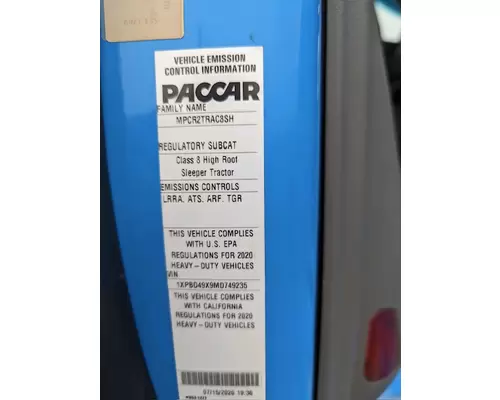 VEHICLE EMISSION
CONTROL INFORMATION
PACCAR
FAMILY NAME
MPCR2TRAC8SH
REGULATORY SUBCAT
Class 8 High Roof
Sleeper Tractor
EMISSIONS CONTROLS
LRRA. ATS. ARF. TGR
THIS VEHICLE COMPLIES
WITH U.S. EPA
REGULATIONS FOR 2020
HEAVY-DUTY VEHICLES
VIN
1XPBD49X9MD749235
THIS VEHICLE COMPLIES
WITH CALIFORNIA
REGULATIONS FOR 2020
HEAVY-DUTY VEHICLES
07/15/2020